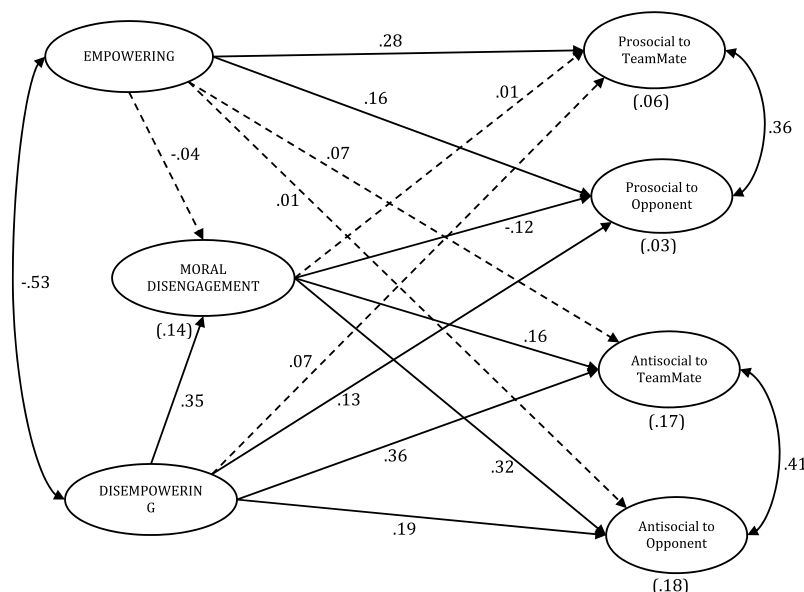 EMPOWERING
Prosocial to
TeammMate
(.06)
.28
.16
.01
.36
-.04
.07
.01
Prosocial to
Opponent
(.03)
-.12
-.53
MORAL
DISENGAGEMENT
(.14)
.16
Antisocial to
TeamMate
(.17)
.07
.13
.35
.36
.32
.41
DISEMPOWERIN
G
.19
Antisocial to
Opponent
(.18)